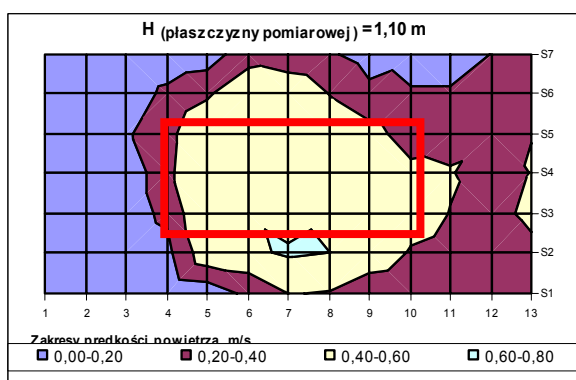 H (płaszczyzny pomiarowej) =1,10 m
S7
S6
S5
S4
S3
S2
S1
1 2 3 4 5 6 7 8 9 10 11 12 13
Zakresy prędkości powietrza, m/s
0,00-0,20 0,20-0,40 0,40-0,60 0,60-0,80